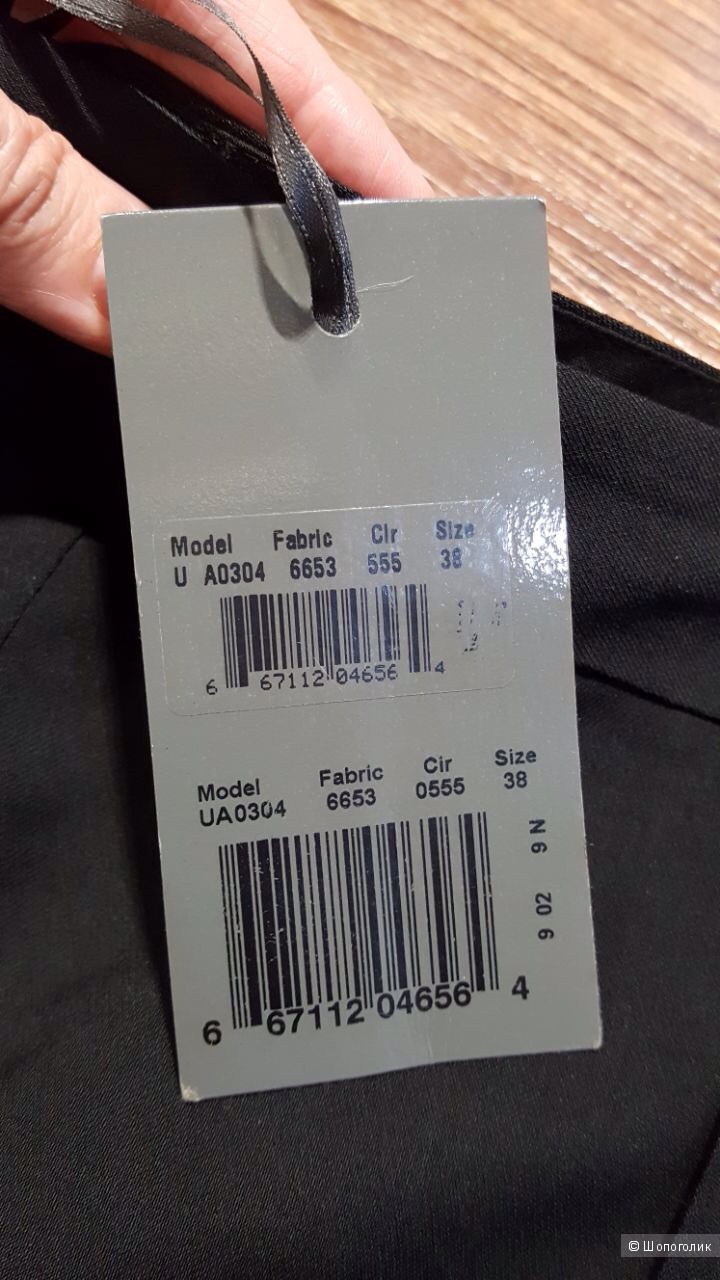 Model Fabric Clr Size
U A0304 6653 555 38
6 67112 04656 4
Model Fabric Clr Size
UA0304 6653 0555 38
9 02 9 N
6 67112 04656 4
© Шопоголик